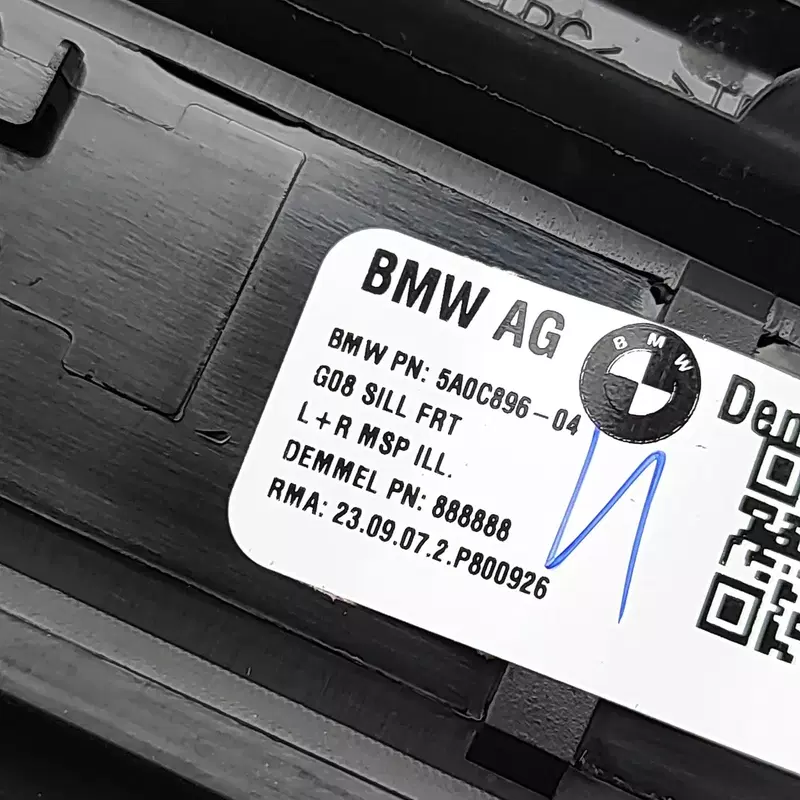 BMW AG
BMW
BMW PN: 5A0C896-04
G08 SILL FRT
L+R MSP ILL.
DEMMEL PN: 888888
RMA: 23.09.07.2.P800926